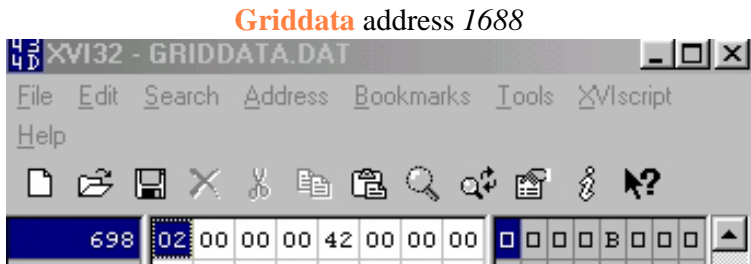 Griddata address 1688
XVI32 - GRIDDATA.DAT
File Edit Search Address Bookmarks Tools XVIscript
Help
698 02 00 00 00 42 00 00 00 □ □ □ □ B □ □ □